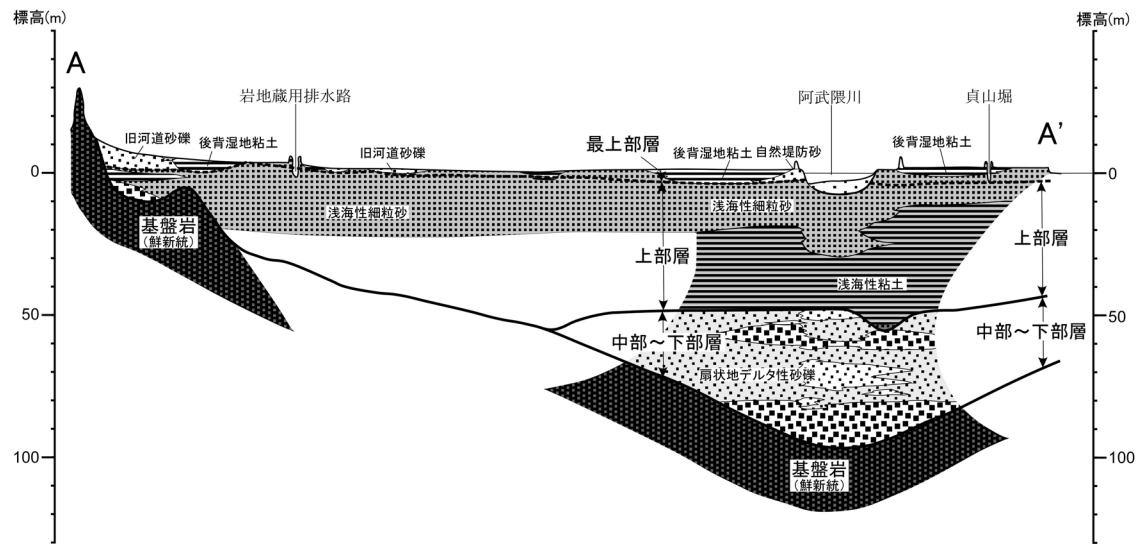 標高(m)
標高(m)
A
岩地蔵用排水路
阿武隈川
貞山堀
A’
旧河道砂礫
後背湿地粘土
旧河道砂礫
最上部層
後背湿地粘土
自然堤防砂
後背湿地粘土
0
0
浅海性細粒砂
浅海性細粒砂
基盤岩
(鮮新統)
上部層
上部層
浅海性粘土
50
50
中部～下部層
中部～下部層
扇状地デルタ性砂礫
100
100
基盤岩
(鮮新統)